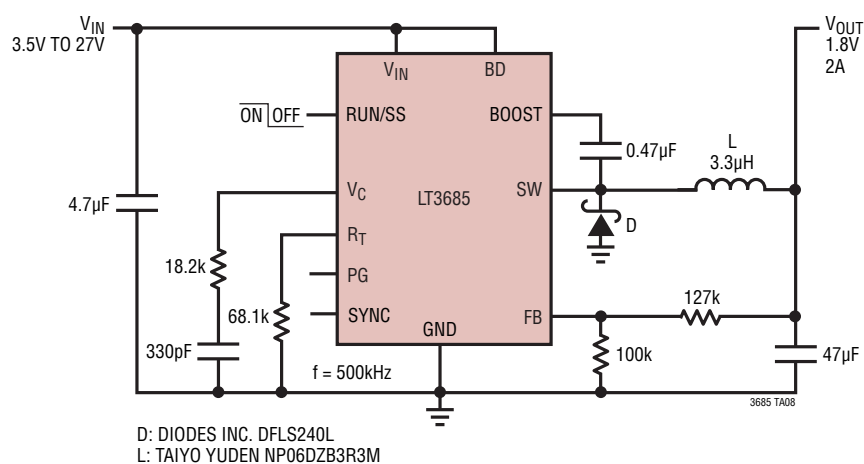 VIN
3.5V TO 27V
VOUT
1.8V
2A
VIN
BD
ON OFF
RUN/SS
BOOST
0.47µF
L
3.3µH
4.7µF
VC
LT3685
SW
D
RT
18.2k
PG
68.1k
SYNC
GND
FB
127k
330pF
f = 500kHz
100k
47µF
3685 TA08
D: DIODES INC. DFLS240L
L: TAIYO YUDEN NP06DZB3R3M